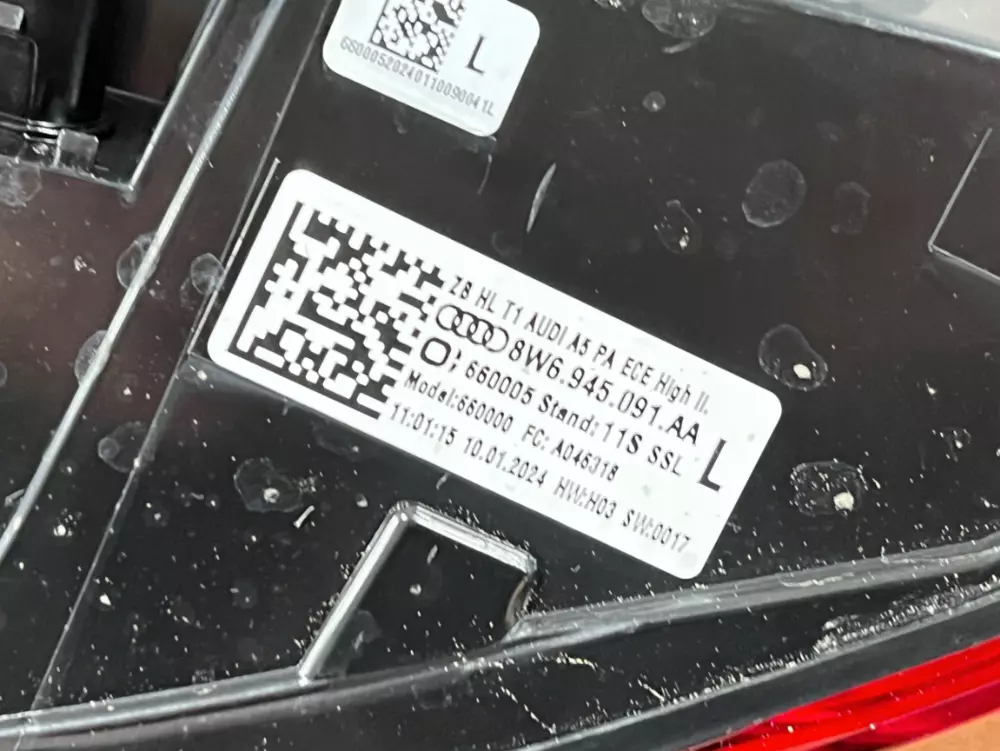 L
66000520240110090041L
Z8 HL T1 AUDI A5 PA ECE High II.
8W6.945.091.AA
660005 Stand:11S SSL
L
Model:660000 FC: A046318
11:01:15 10.01.2024 HW:H03 SW:0017